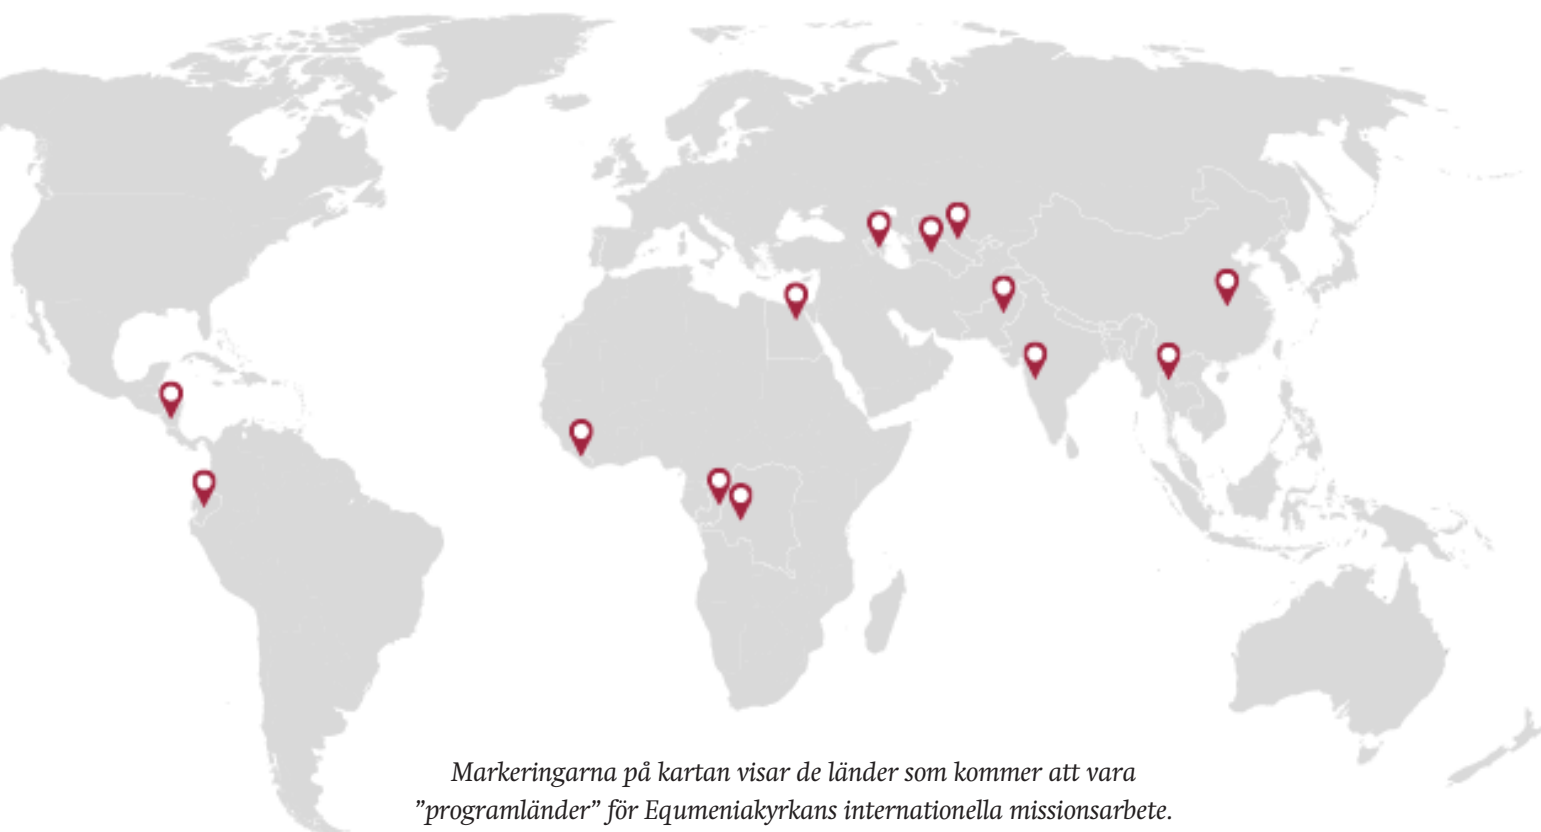 Markeringarna på kartan visar de länder som kommer att vara
”programländer” för Equmeniakyrkans internationella missionsarbete.